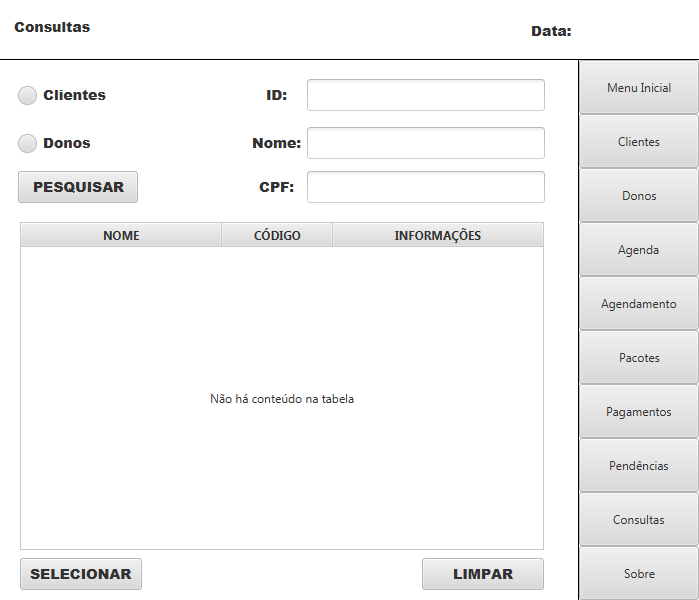 Consultas
Data:
Clientes
ID:
Donos
Nome:
PESQUISAR
CPF:
NOME CÓDIGO INFORMAÇÕES
Não há conteúdo na tabela
SELECIONAR
LIMPAR
Menu Inicial
Clientes
Donos
Agenda
Agendamento
Pacotes
Pagamentos
Pendências
Consultas
Sobre